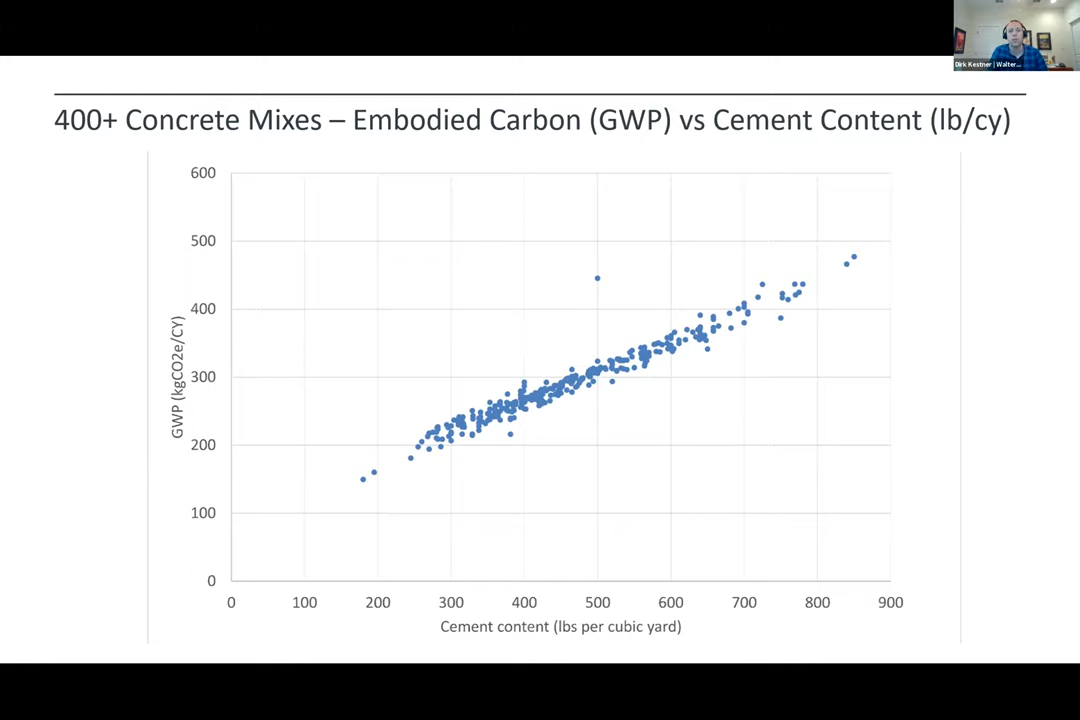 Dirk Kestner | Walter...
400+ Concrete Mixes – Embodied Carbon (GWP) vs Cement Content (lb/cy)
600
500
400
300
200
100
0
GWP (kgCO2e/CY)
0 100 200 300 400 500 600 700 800 900
Cement content (lbs per cubic yard)